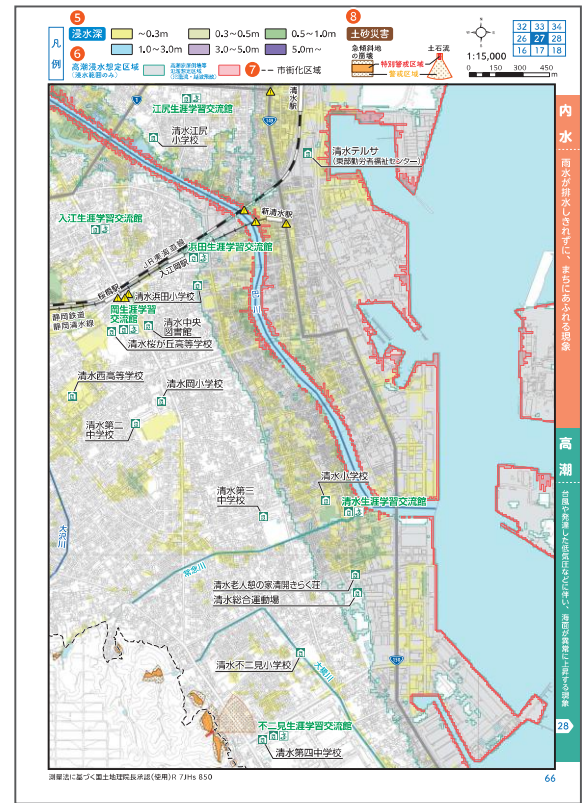 凡例
⑤ 浸水深
~0.3m
0.3~0.5m
0.5~1.0m
1.0~3.0m
3.0~5.0m
5.0m~
⑥ 高潮浸水想定区域
(浸水範囲のみ)
⑦ --- 市街化区域
⑧ 土砂災害
急傾斜地
の崩壊
土石流
特別警戒区域
警戒区域
1:15,000
0 150 300 450 m
32 33 34
26 27 28
16 17 18
内水
雨水が排水しきれずに、まちにあふれる現象
高潮
台風や発達した低気圧などに伴い、海面が異常に上昇する現象
28
江尻生涯学習交流館
清水駅
清水江尻
小学校
清水テルサ
(東部勤労者福祉センター)
入江生涯学習交流館
新清水駅
JR東海道線
浜田生涯学習交流館
入江岡駅
桜橋駅
清水浜田小学校
巴川
静岡鉄道
静岡清水線
岡生涯学習
交流館
清水中央
図書館
清水桜が丘高等学校
清水西高等学校
清水岡小学校
清水第二
中学校
清水小学校
清水第三
中学校
清水生涯学習交流館
大沢川
常念川
清水老人憩の家清開きらく荘
清水総合運動場
清水不二見小学校
大慶川
不二見生涯学習交流館
清水第四中学校
1
149
測量法に基づく国土地理院長承認(使用)R 7JHs 850
66